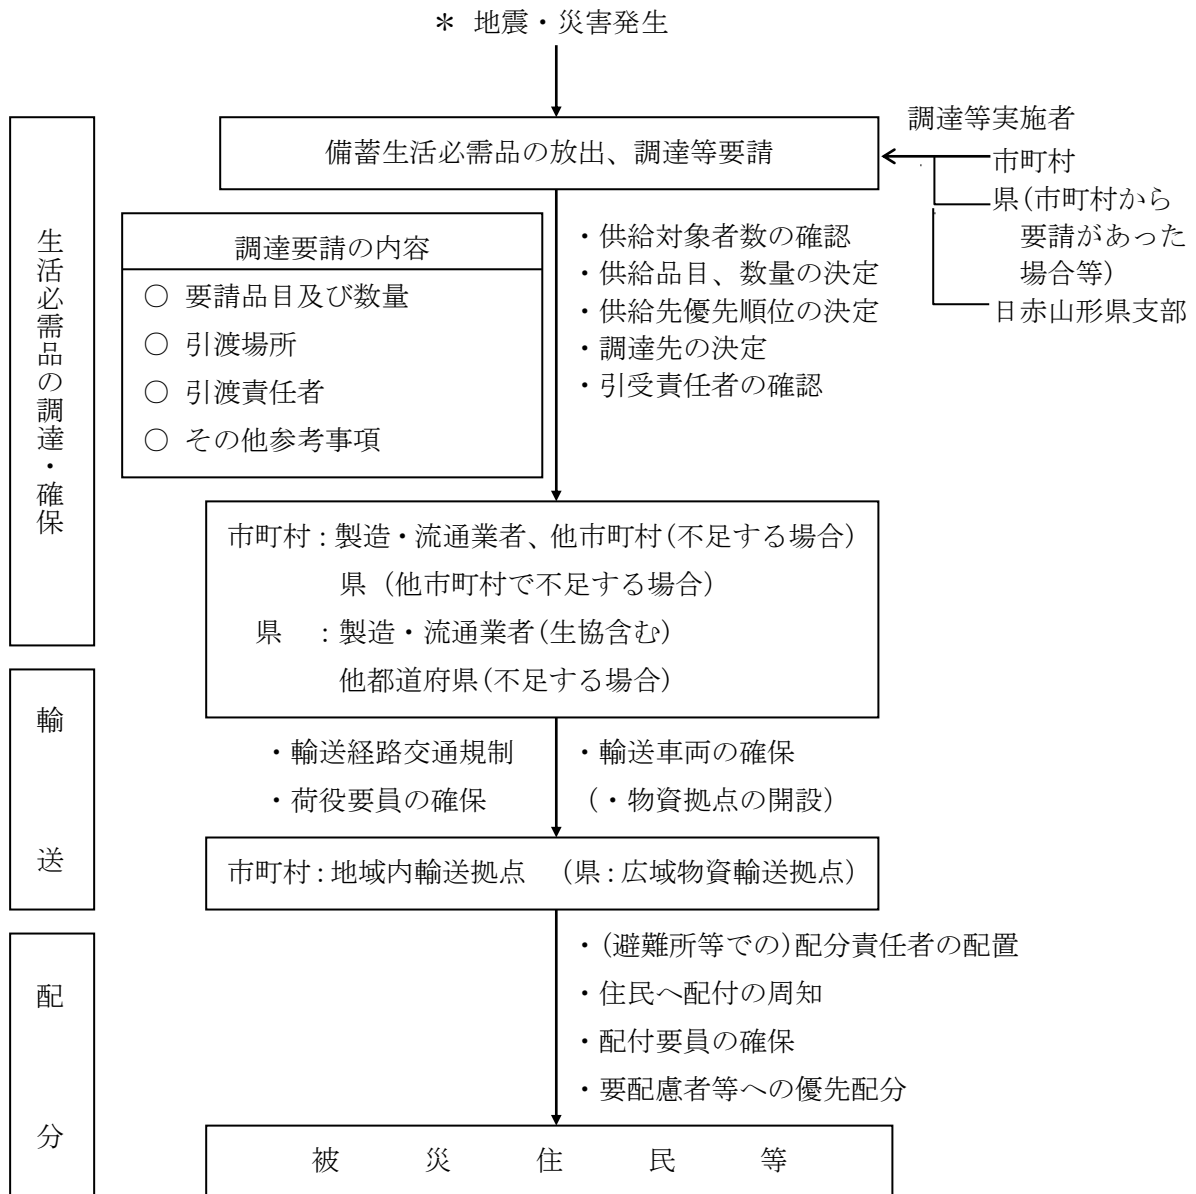 ＊ 地震・災害発生
生活必需品の調達・確保
備蓄生活必需品の放出、調達等要請
調達等実施者
市町村
県(市町村から
要請があった
場合等)
日赤山形県支部
調達要請の内容
○ 要請品目及び数量
○ 引渡場所
○ 引渡責任者
○ その他参考事項
・供給対象者数の確認
・供給品目、数量の決定
・供給先優先順位の決定
・調達先の決定
・引受責任者の確認
市町村：製造・流通業者、他市町村(不足する場合)
県 (他市町村で不足する場合)
県 ：製造・流通業者(生協含む)
他都道府県(不足する場合)
輸送
・輸送経路交通規制
・荷役要員の確保
・輸送車両の確保
(・物資拠点の開設)
市町村：地域内輸送拠点 (県：広域物資輸送拠点)
配分
・(避難所等での)配分責任者の配置
・住民へ配付の周知
・配付要員の確保
・要配慮者等への優先配分
被災住民等